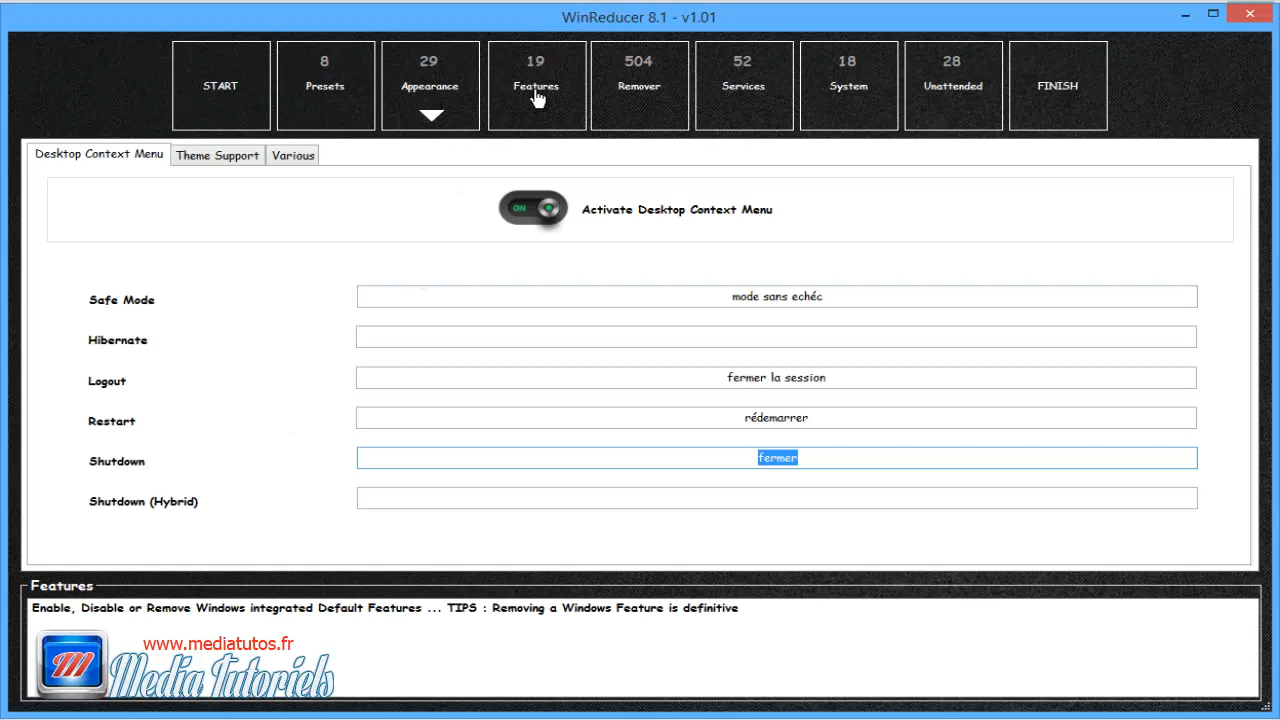 WinReducer 8.1 - v1.01
START
8
Presets
29
Appearance
19
Features
504
Remover
52
Services
18
System
28
Unattended
FINISH
Desktop Context Menu
Theme Support
Various
ON
Activate Desktop Context Menu
Safe Mode
mode sans echéc
Hibernate
Logout
fermer la session
Restart
rédemarrer
Shutdown
fermer
Shutdown (Hybrid)
Features
Enable, Disable or Remove Windows integrated Default Features ... TIPS : Removing a Windows Feature is definitive
www.mediatutos.fr
m
Media Tutoriels